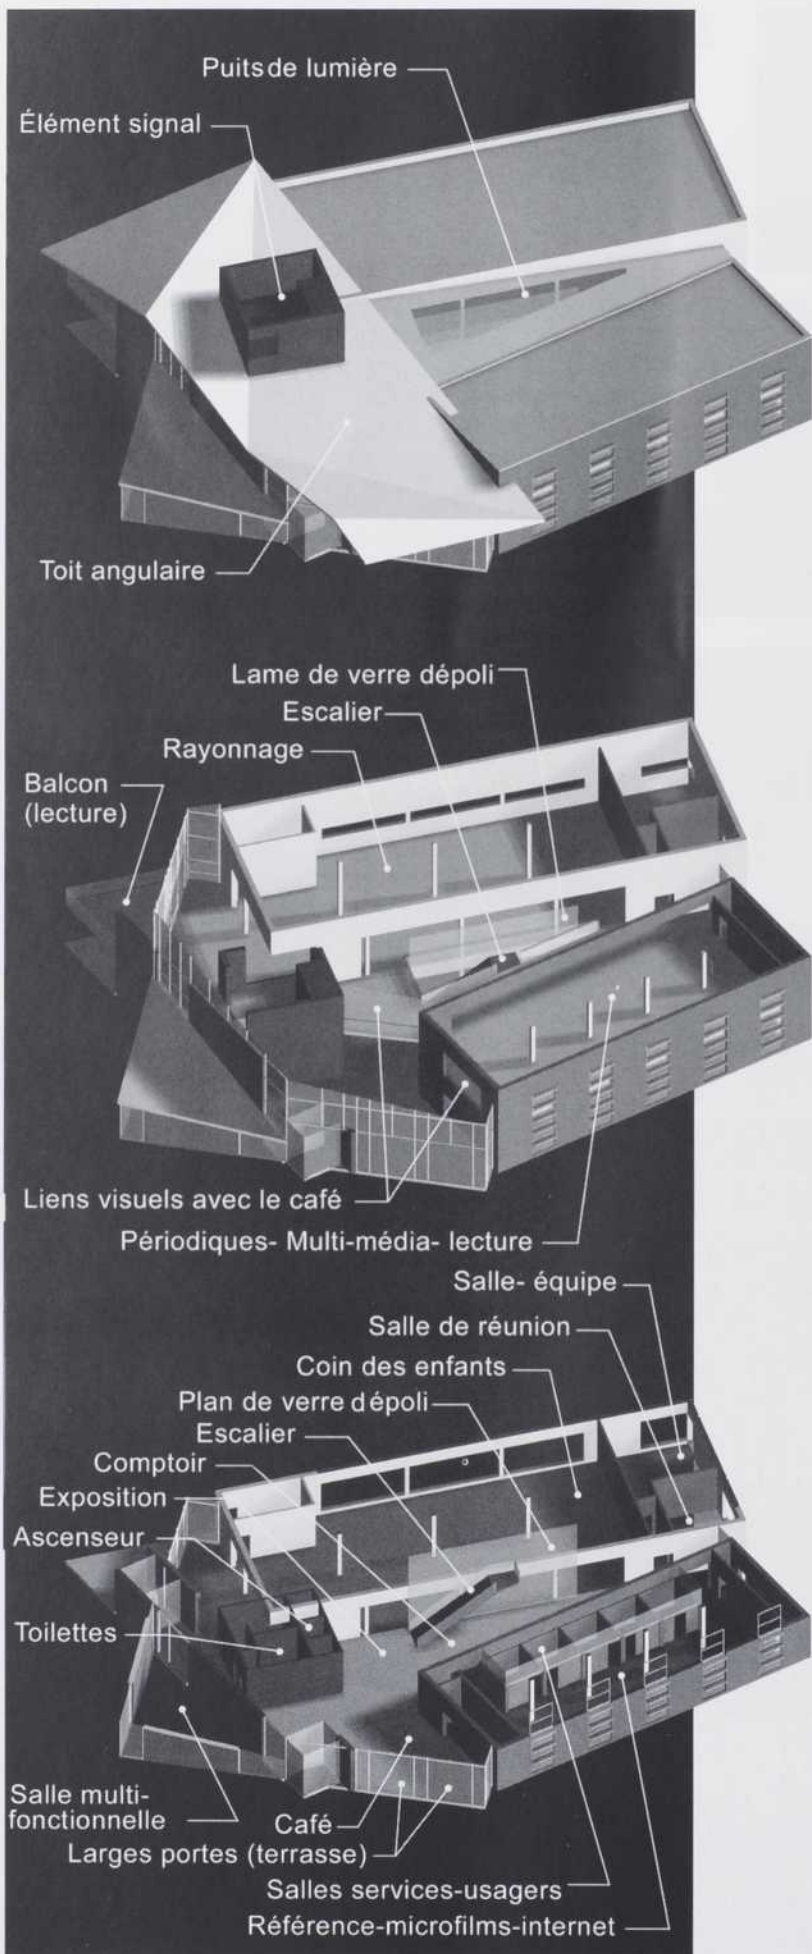 Puits de lumière
Élément signal
Toit angulaire
Lame de verre dépoli
Escalier
Rayonnage
Balcon
(lecture)
Liens visuels avec le café
Périodiques- Multi-média- lecture
Salle- équipe
Salle de réunion
Coin des enfants
Plan de verre dépoli
Escalier
Comptoir
Exposition
Ascenseur
Toilettes
Salle multi-
fonctionnelle
Café
Larges portes (terrasse)
Salles services-usagers
Référence-microfilms-internet